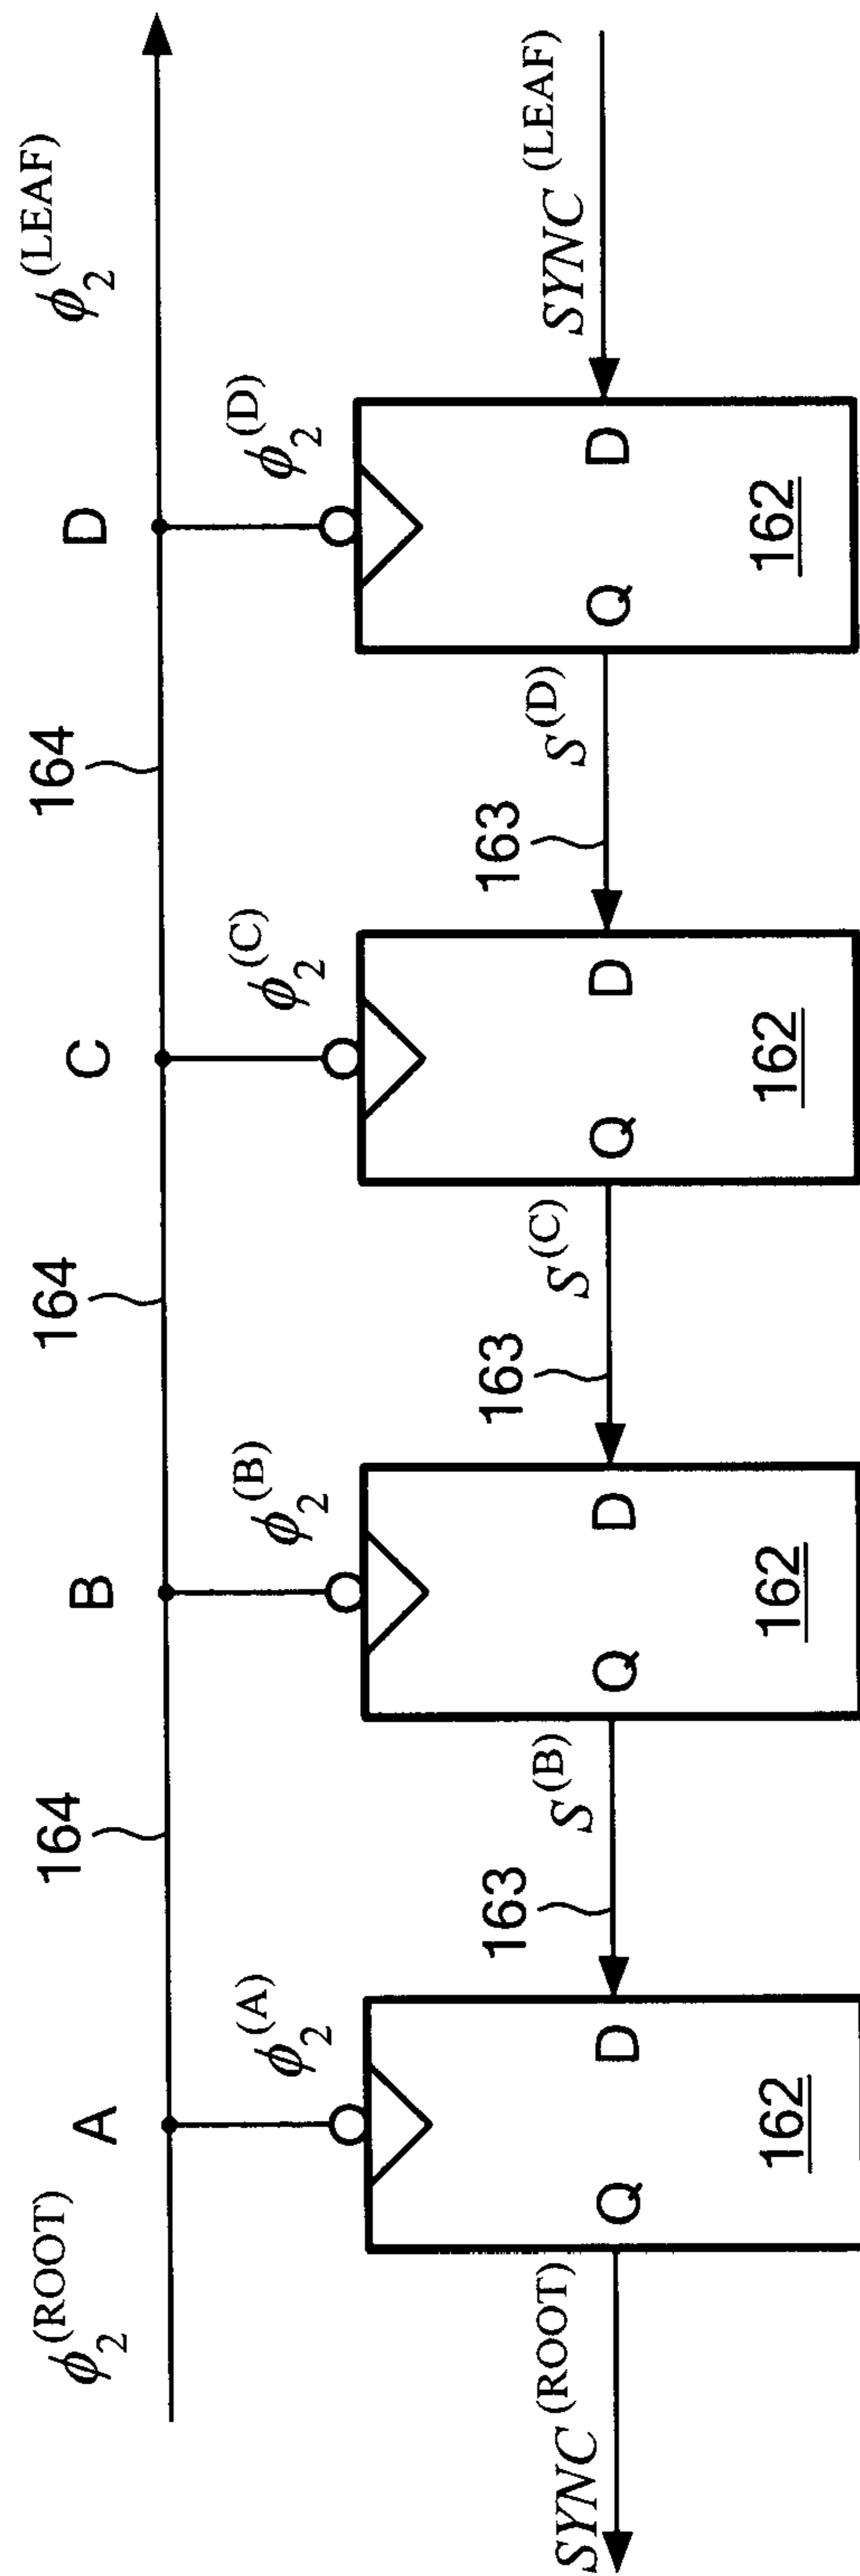 ϕ₂^(ROOT) A 164 B 164 C 164 D ϕ₂^(LEAF)
ϕ₂^(A) ϕ₂^(B) ϕ₂^(C) ϕ₂^(D)
SYNC^(ROOT) Q D 163 S^(B) Q D 163 S^(C) Q D 163 S^(D) Q D SYNC^(LEAF)
162 162 162 162